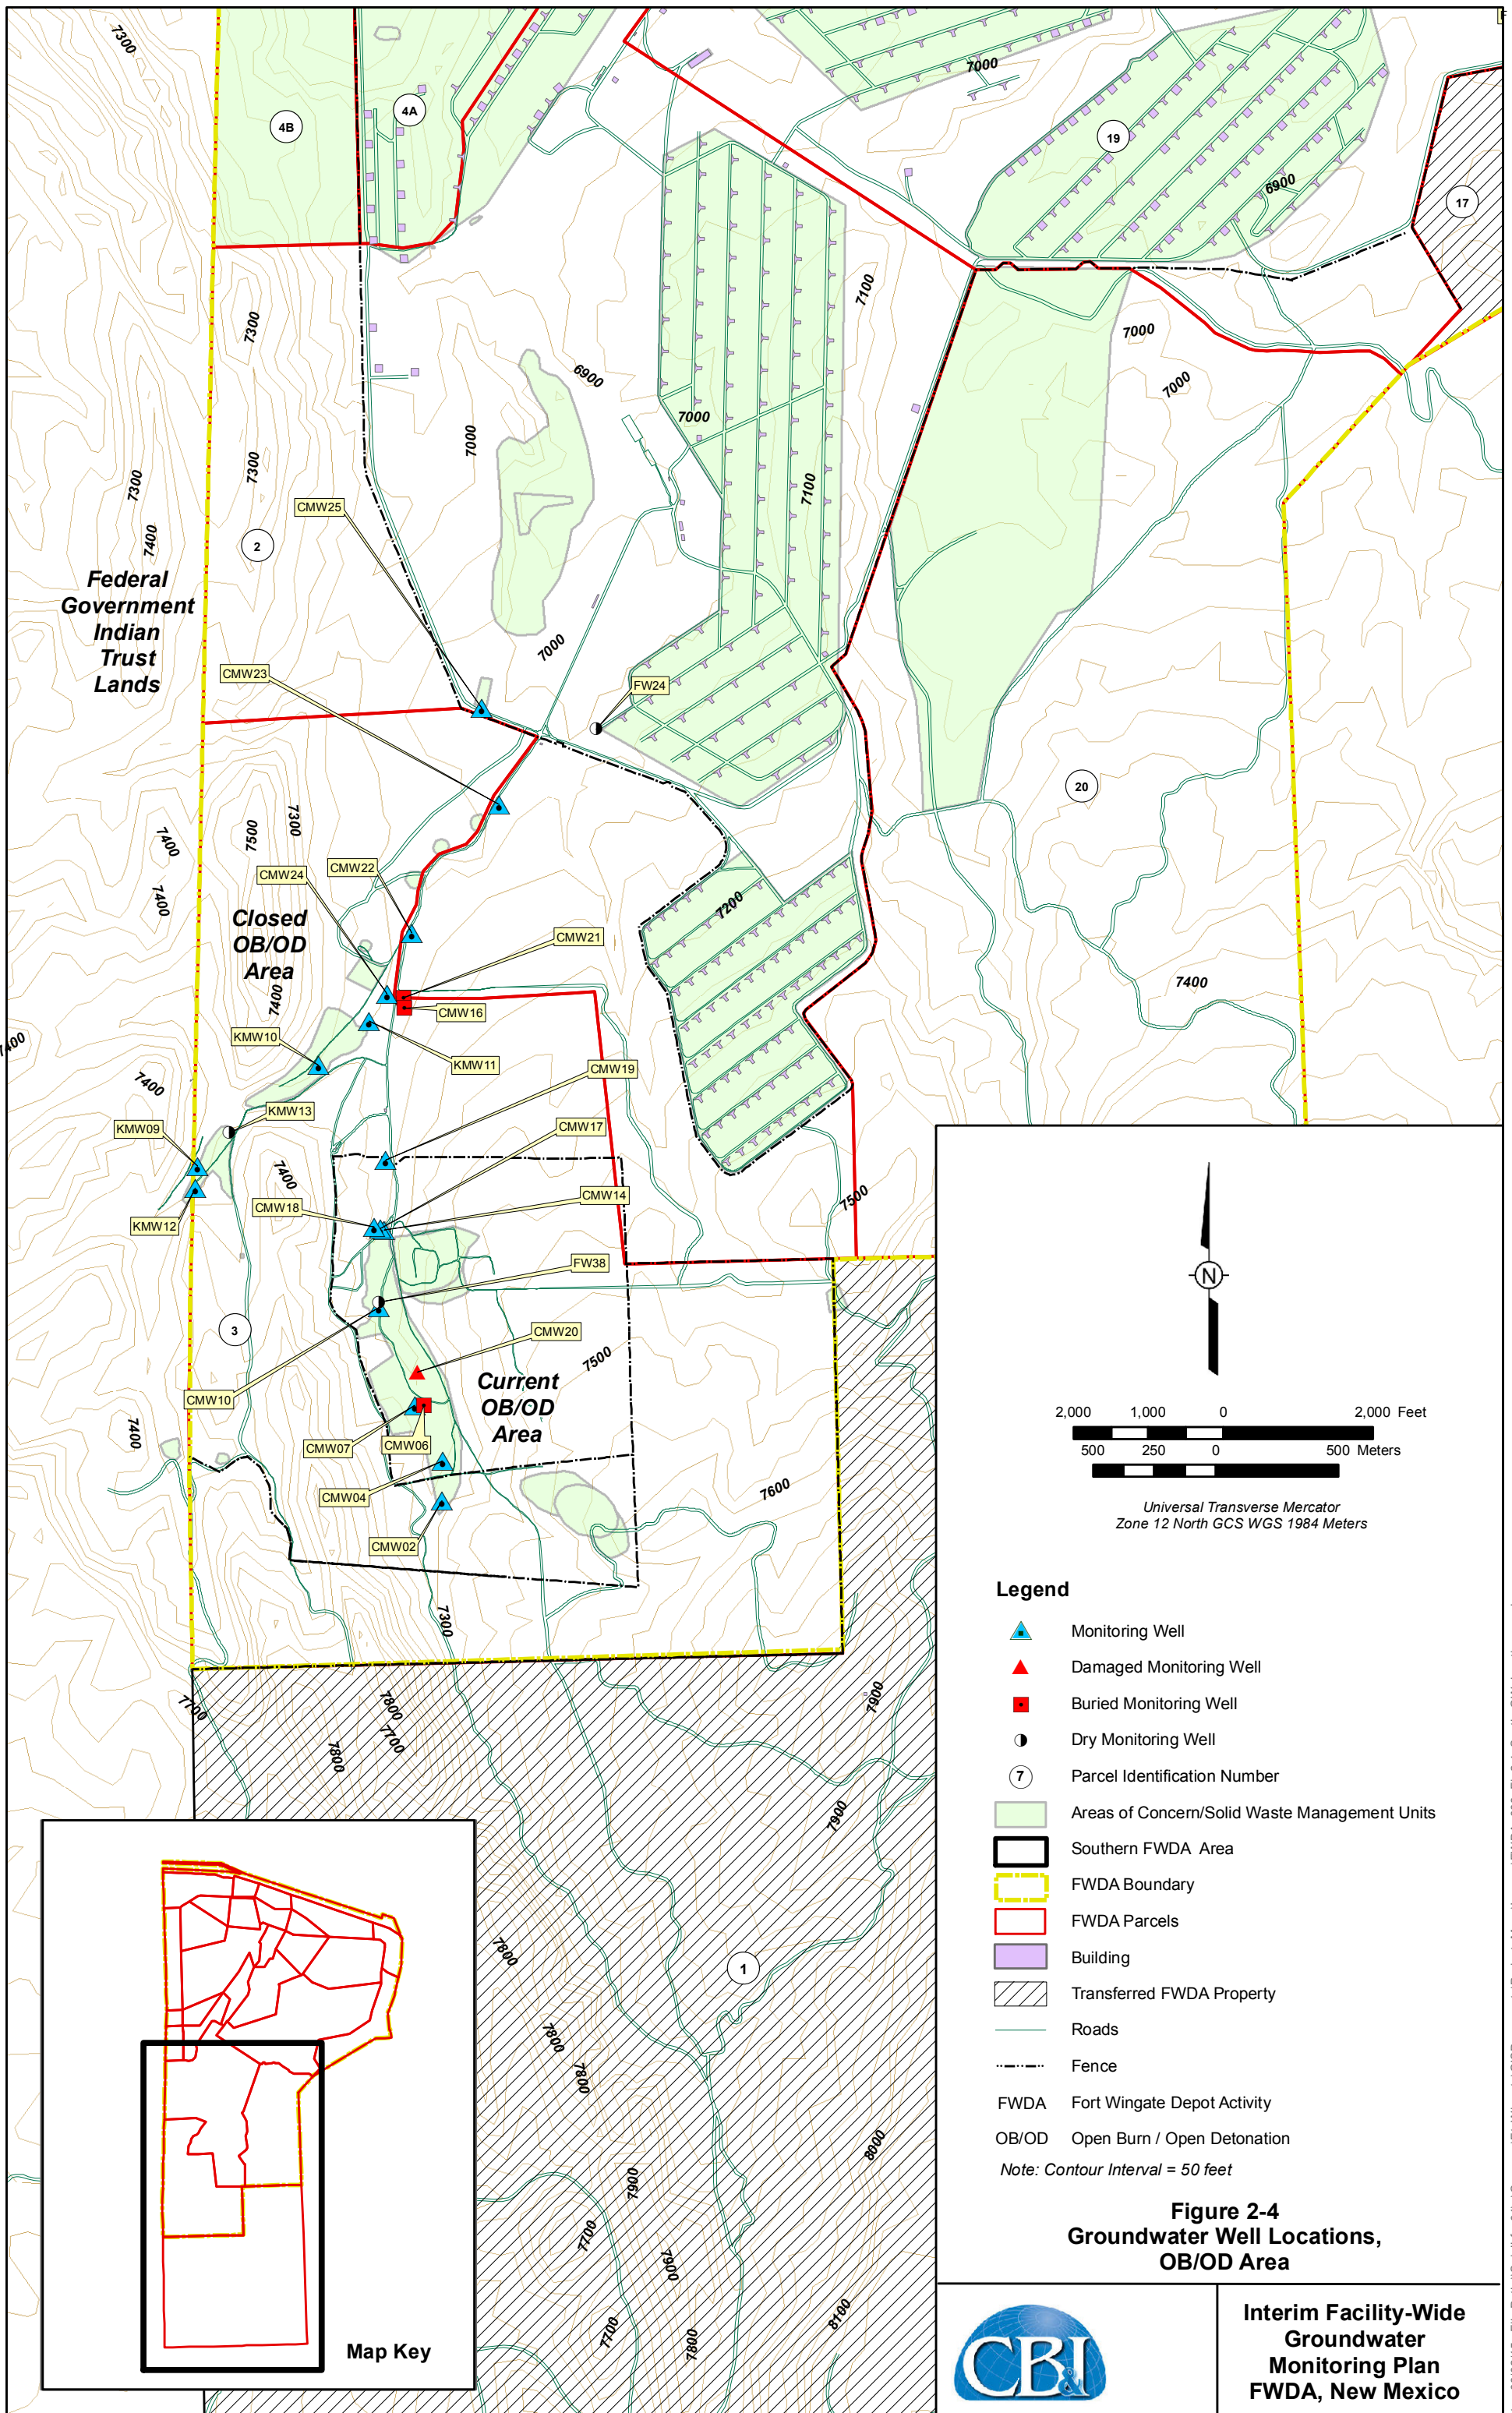 7300
4B
4A
7000
19
6900
17
7300
7100
7000
7000
6900
7000
7000
7300
7300
7100
7400
CMW25
2
Federal
Government
Indian
Trust
Lands
7000
CMW23
FW24
20
7300
7500
7400
7400
CMW22
CMW24
7200
Closed
OB/OD
Area
CMW21
7400
7400
CMW16
7400
KMW10
KMW11
CMW19
7400
KMW13
KMW09
CMW17
7400
CMW14
7500
CMW18
KMW12
FW38
3
CMW20
7500
Current
OB/OD
Area
CMW10
7400
CMW07
CMW06
CMW04
7600
CMW02
7300
N
2,000 1,000 0 2,000 Feet
500 250 0 500 Meters
Universal Transverse Mercator
Zone 12 North GCS WGS 1984 Meters
Legend
Monitoring Well
Damaged Monitoring Well
Buried Monitoring Well
Dry Monitoring Well
7 Parcel Identification Number
Areas of Concern/Solid Waste Management Units
Southern FWDA Area
FWDA Boundary
FWDA Parcels
Building
Transferred FWDA Property
Roads
Fence
FWDA Fort Wingate Depot Activity
OB/OD Open Burn / Open Detonation
Note: Contour Interval = 50 feet
7700
7800
7700
7800
7900
7900
7800
1
7800
7800
8000
7900
7700
7900
8100
7700
7800
Map Key
Figure 2-4
Groundwater Well Locations,
OB/OD Area
CB&I
Interim Facility-Wide
Groundwater
Monitoring Plan
FWDA, New Mexico